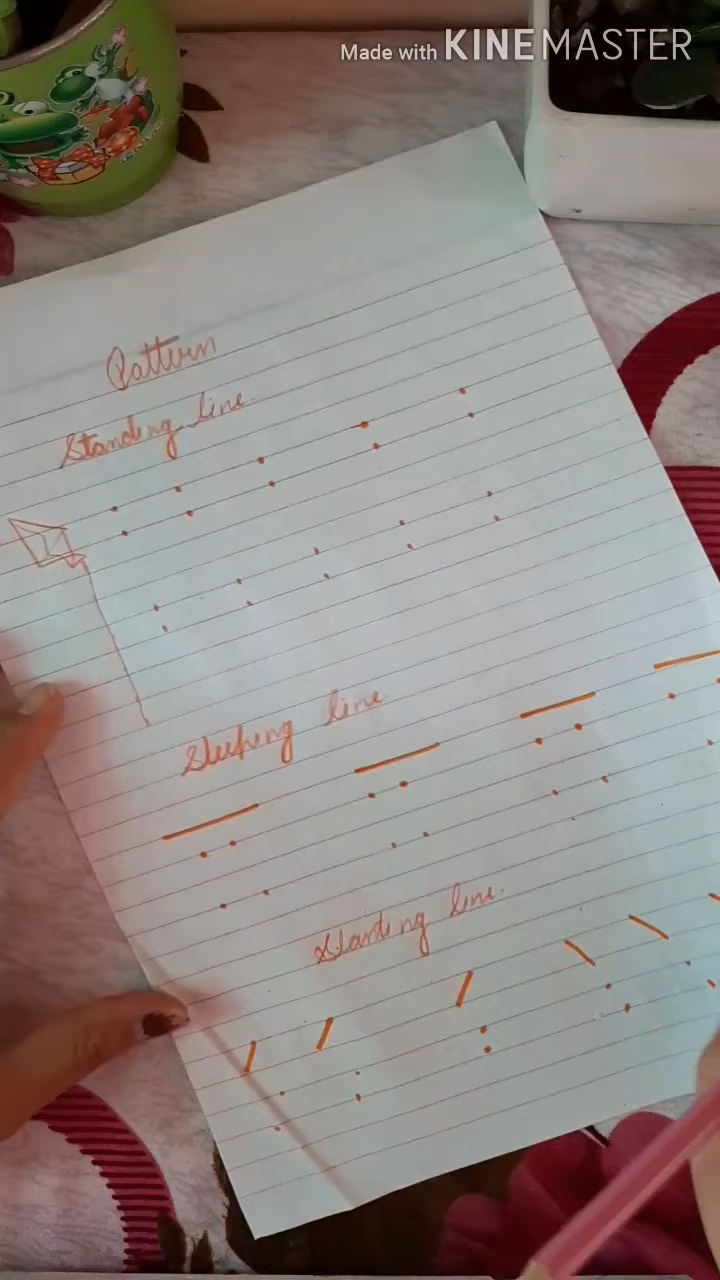 Made with KINEMASTER
Pattern
Standing line.
Sleeping line
Slanting line.